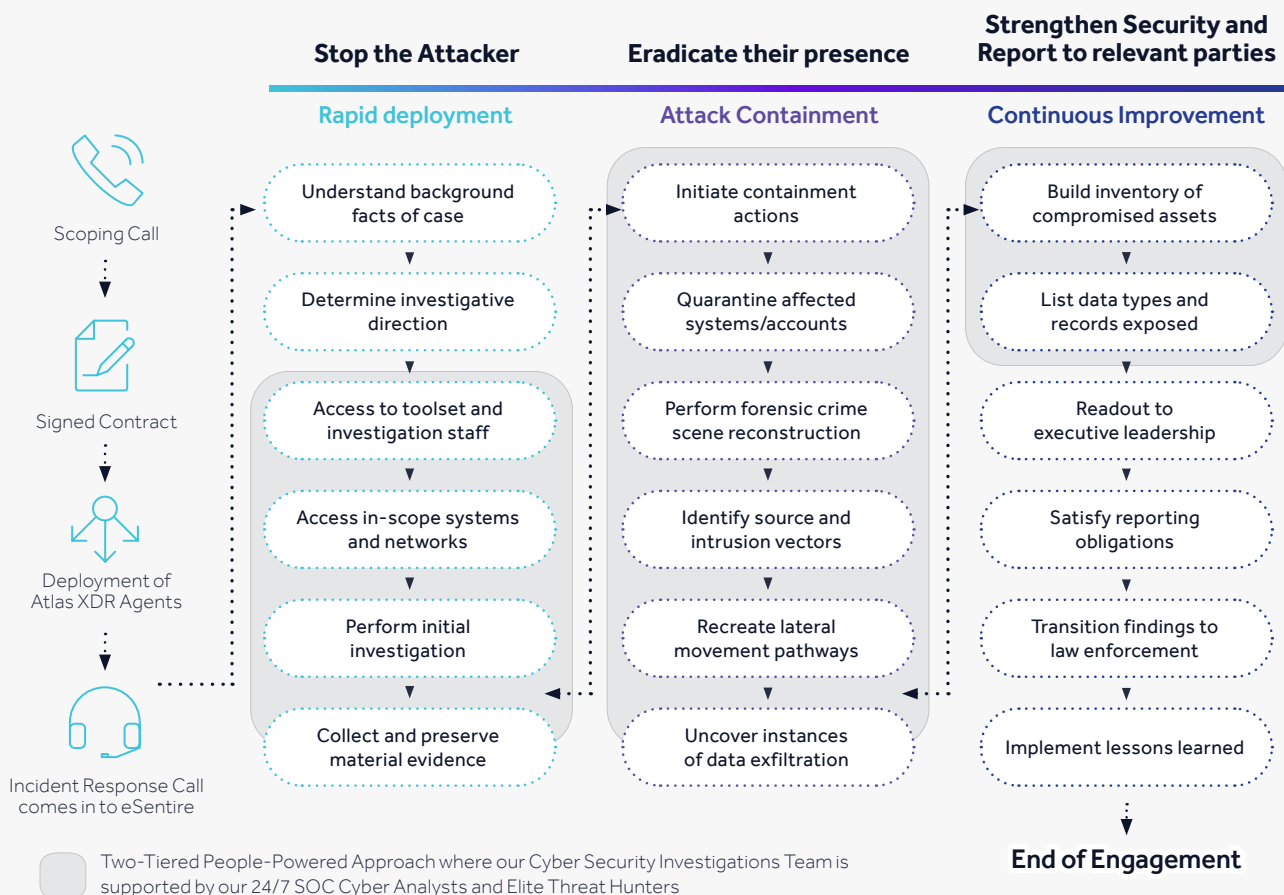 Stop the Attacker
Eradicate their presence
Strengthen Security and
Report to relevant parties
Rapid deployment
Attack Containment
Continuous Improvement
Scoping Call
Signed Contract
Deployment of
Atlas XDR Agents
Incident Response Call
comes in to eSentire
Understand background
facts of case
Determine investigative
direction
Access to toolset and
investigation staff
Access in-scope systems
and networks
Perform initial
investigation
Collect and preserve
material evidence
Initiate containment
actions
Quarantine affected
systems/accounts
Perform forensic crime
scene reconstruction
Identify source and
intrusion vectors
Recreate lateral
movement pathways
Uncover instances
of data exfiltration
Build inventory of
compromised assets
List data types and
records exposed
Readout to
executive leadership
Satisfy reporting
obligations
Transition findings to
law enforcement
Implement lessons learned
End of Engagement
Two-Tiered People-Powered Approach where our Cyber Security Investigations Team is
supported by our 24/7 SOC Cyber Analysts and Elite Threat Hunters